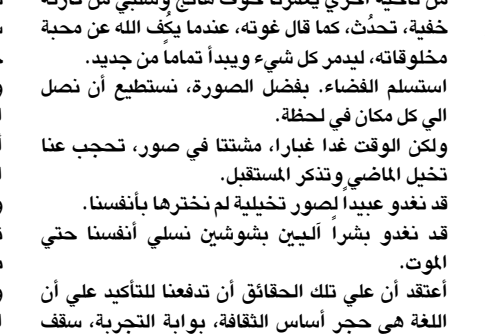 خفية، تحدُث، كما قال غوته، عندما يكف الله عن محبة
مخلوقاته، ليدمر كل شيء ويبدأ تماماً من جديد.
استسلم الفضاء. بفضل الصورة، نستطيع أن نصل
الي كل مكان في لحظة.
ولكن الوقت غدا غبارا، مشتتا في صور، تحجب عنا
تخيل الماضي وتذكر المستقبل.
قد نغدو عبيداً لصور تخيلية لم نخترها بأنفسنا.
قد نغدو بشراً آليين بشوشين نسلي أنفسنا حتي
الموت.
أعتقد أن علي تلك الحقائق أن تدفعنا للتأكيد علي أن
اللغة هي حجر أساس الثقافة، بوابة التجربة، سقف